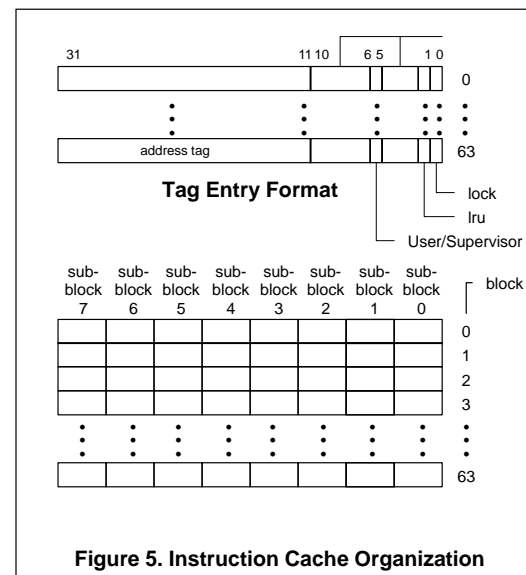 31 11 10 6 5 1 0
0
address tag 63
Tag Entry Format
lock
lru
User/Supervisor
sub- sub- sub- sub- sub- sub- sub- sub-
block block block block block block block block block
7 6 5 4 3 2 1 0
0
1
2
3
63
Figure 5. Instruction Cache Organization